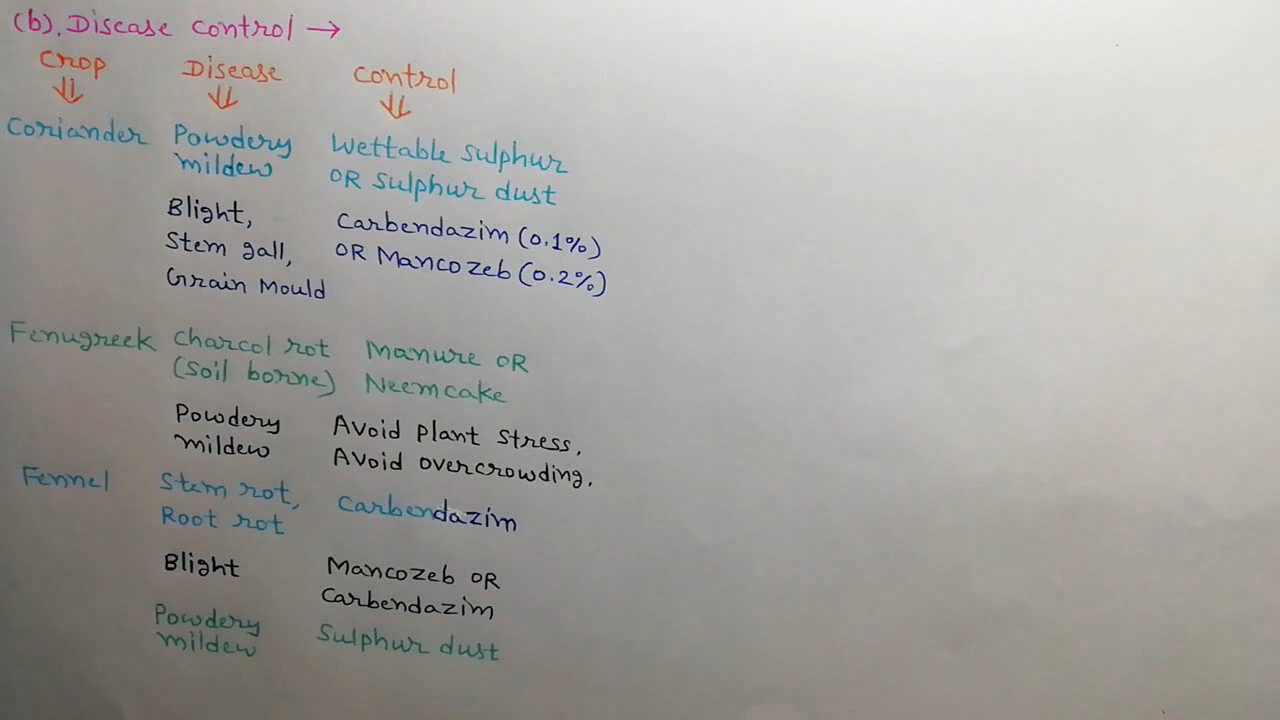 (b). Disease control →
Crop Disease Control
⇓ ⇓ ⇓
Coriander Powdery mildew Wettable sulphur
OR Sulphur dust
Blight, Carbendazim (0.1%)
Stem gall, OR Mancozeb (0.2%)
Grain Mould
Fenugreek Charcol rot Manure OR
(Soil borne) Neemcake
Powdery Avoid plant stress,
mildew Avoid overcrowding.
Fennel Stem rot, Carbendazim
Root rot
Blight Mancozeb OR
Carbendazim
Powdery Sulphur dust
mildew